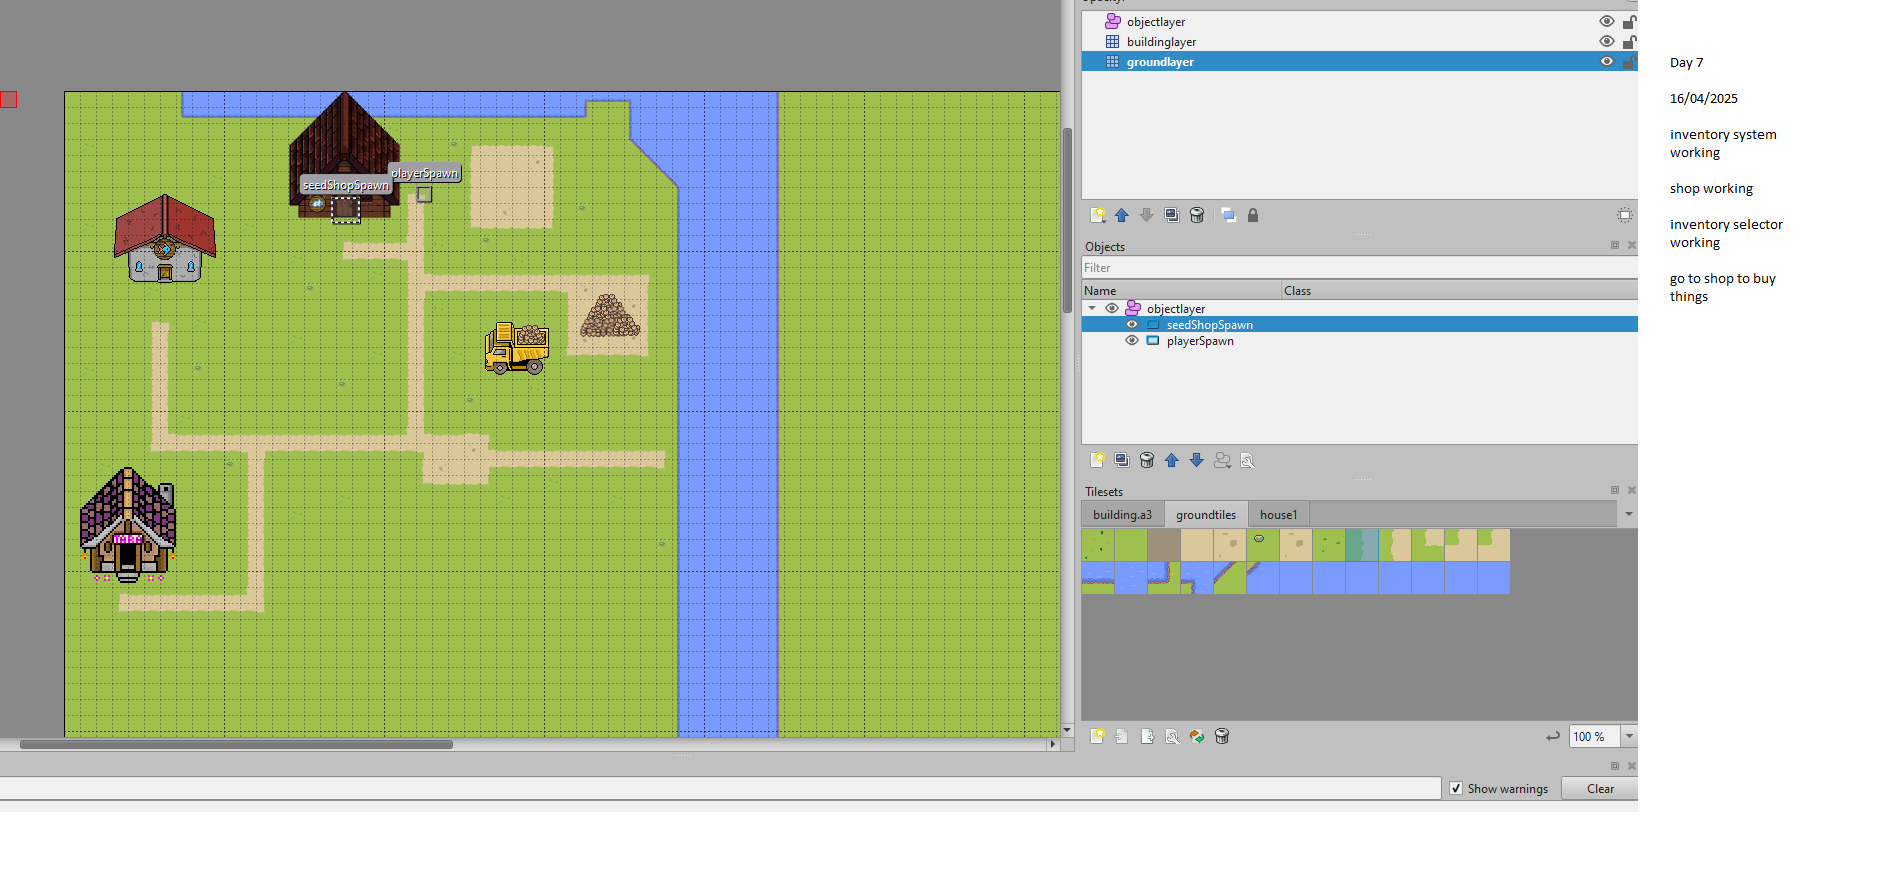 objectlayer
buildinglayer
groundlayer
playerSpawn
seedShopSpawn
Objects
Filter
Name Class
objectlayer
seedShopSpawn
playerSpawn
Tilesets
building.a3 groundtiles house1
100 %
Show warnings Clear
Day 7
16/04/2025
inventory system
working
shop working
inventory selector
working
go to shop to buy
things